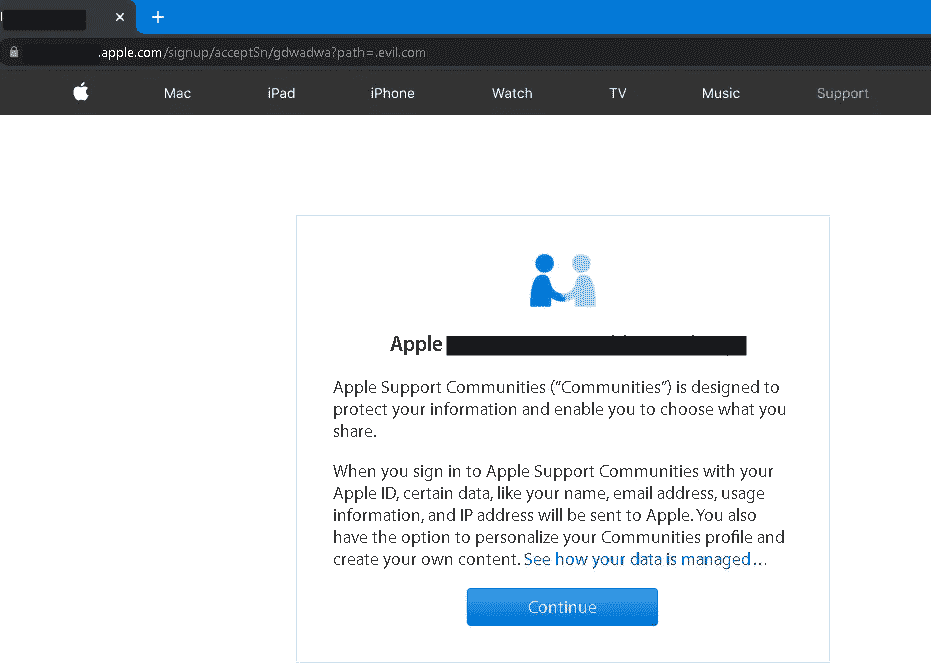 .apple.com/signup/acceptSn/gdwadwa?path=.evil.com
Mac iPad iPhone Watch TV Music Support
Apple
Apple Support Communities (“Communities”) is designed to
protect your information and enable you to choose what you
share.
When you sign in to Apple Support Communities with your
Apple ID, certain data, like your name, email address, usage
information, and IP address will be sent to Apple. You also
have the option to personalize your Communities profile and
create your own content. See how your data is managed…
Continue